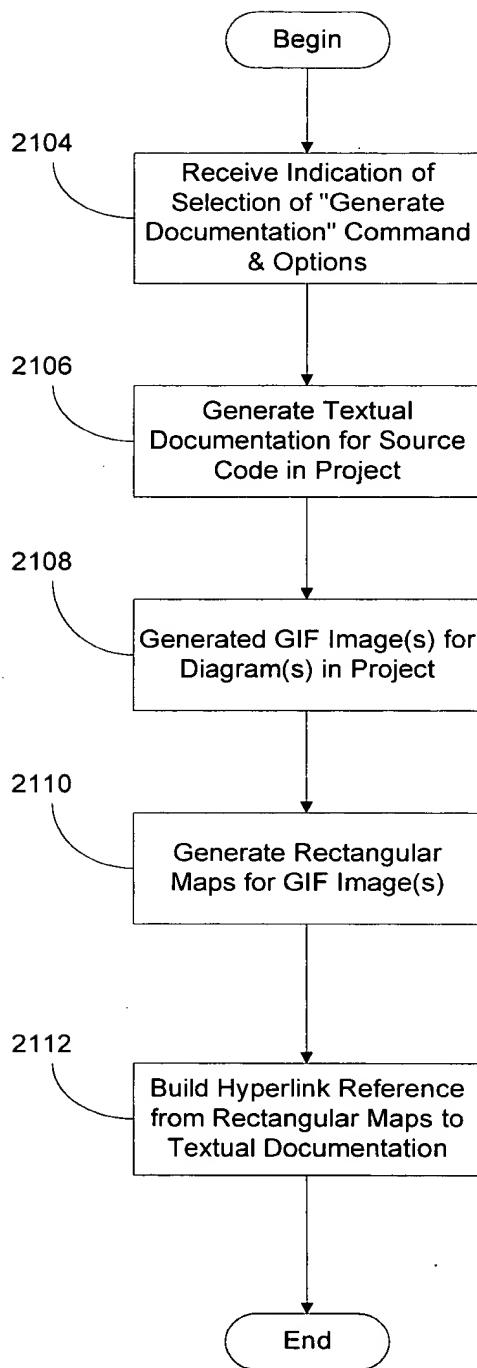 Begin
2104
Receive Indication of
Selection of "Generate
Documentation" Command
& Options
2106
Generate Textual
Documentation for Source
Code in Project
2108
Generated GIF Image(s) for
Diagram(s) in Project
2110
Generate Rectangular
Maps for GIF Image(s)
2112
Build Hyperlink Reference
from Rectangular Maps to
Textual Documentation
End